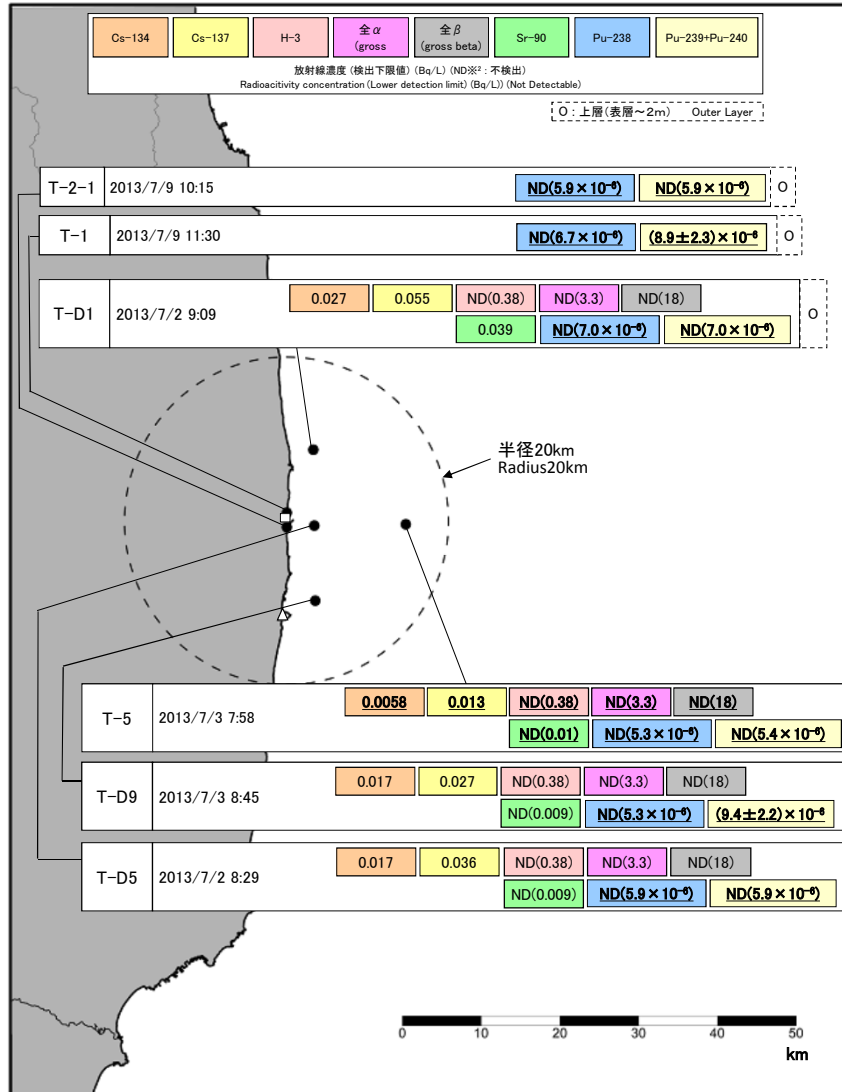 Cs-134 Cs-137 H-3 全α 全β Sr-90 Pu-238 Pu-239+Pu-240
(gross (gross beta)
放射線濃度 (検出下限値) (Bq/L) (ND※²：不検出)
Radioacitivity concentration (Lower detection limit) (Bq/L)) (Not Detectable)
O：上層(表層～2m) Outer Layer
T-2-1 2013/7/9 10:15 ND(5.9×10⁻⁶) ND(5.9×10⁻⁶) O
T-1 2013/7/9 11:30 ND(6.7×10⁻⁶) (8.9±2.3)×10⁻⁶ O
T-D1 2013/7/2 9:09 0.027 0.055 ND(0.38) ND(3.3) ND(18) O
0.039 ND(7.0×10⁻⁶) ND(7.0×10⁻⁶)
半径20km
Radius20km
T-5 2013/7/3 7:58 0.0058 0.013 ND(0.38) ND(3.3) ND(18)
ND(0.01) ND(5.3×10⁻⁶) ND(5.4×10⁻⁶)
T-D9 2013/7/3 8:45 0.017 0.027 ND(0.38) ND(3.3) ND(18)
ND(0.009) ND(5.3×10⁻⁶) (9.4±2.2)×10⁻⁶
T-D5 2013/7/2 8:29 0.017 0.036 ND(0.38) ND(3.3) ND(18)
ND(0.009) ND(5.9×10⁻⁶) ND(5.9×10⁻⁶)
0 10 20 30 40 50
km